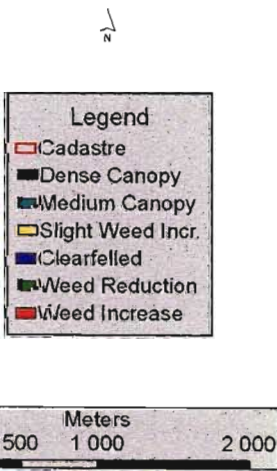 N
Legend
Cadastre
Dense Canopy
Medium Canopy
Slight Weed Incr.
Clearfelled
Weed Reduction
Weed Increase
Meters
500 1 000 2 000